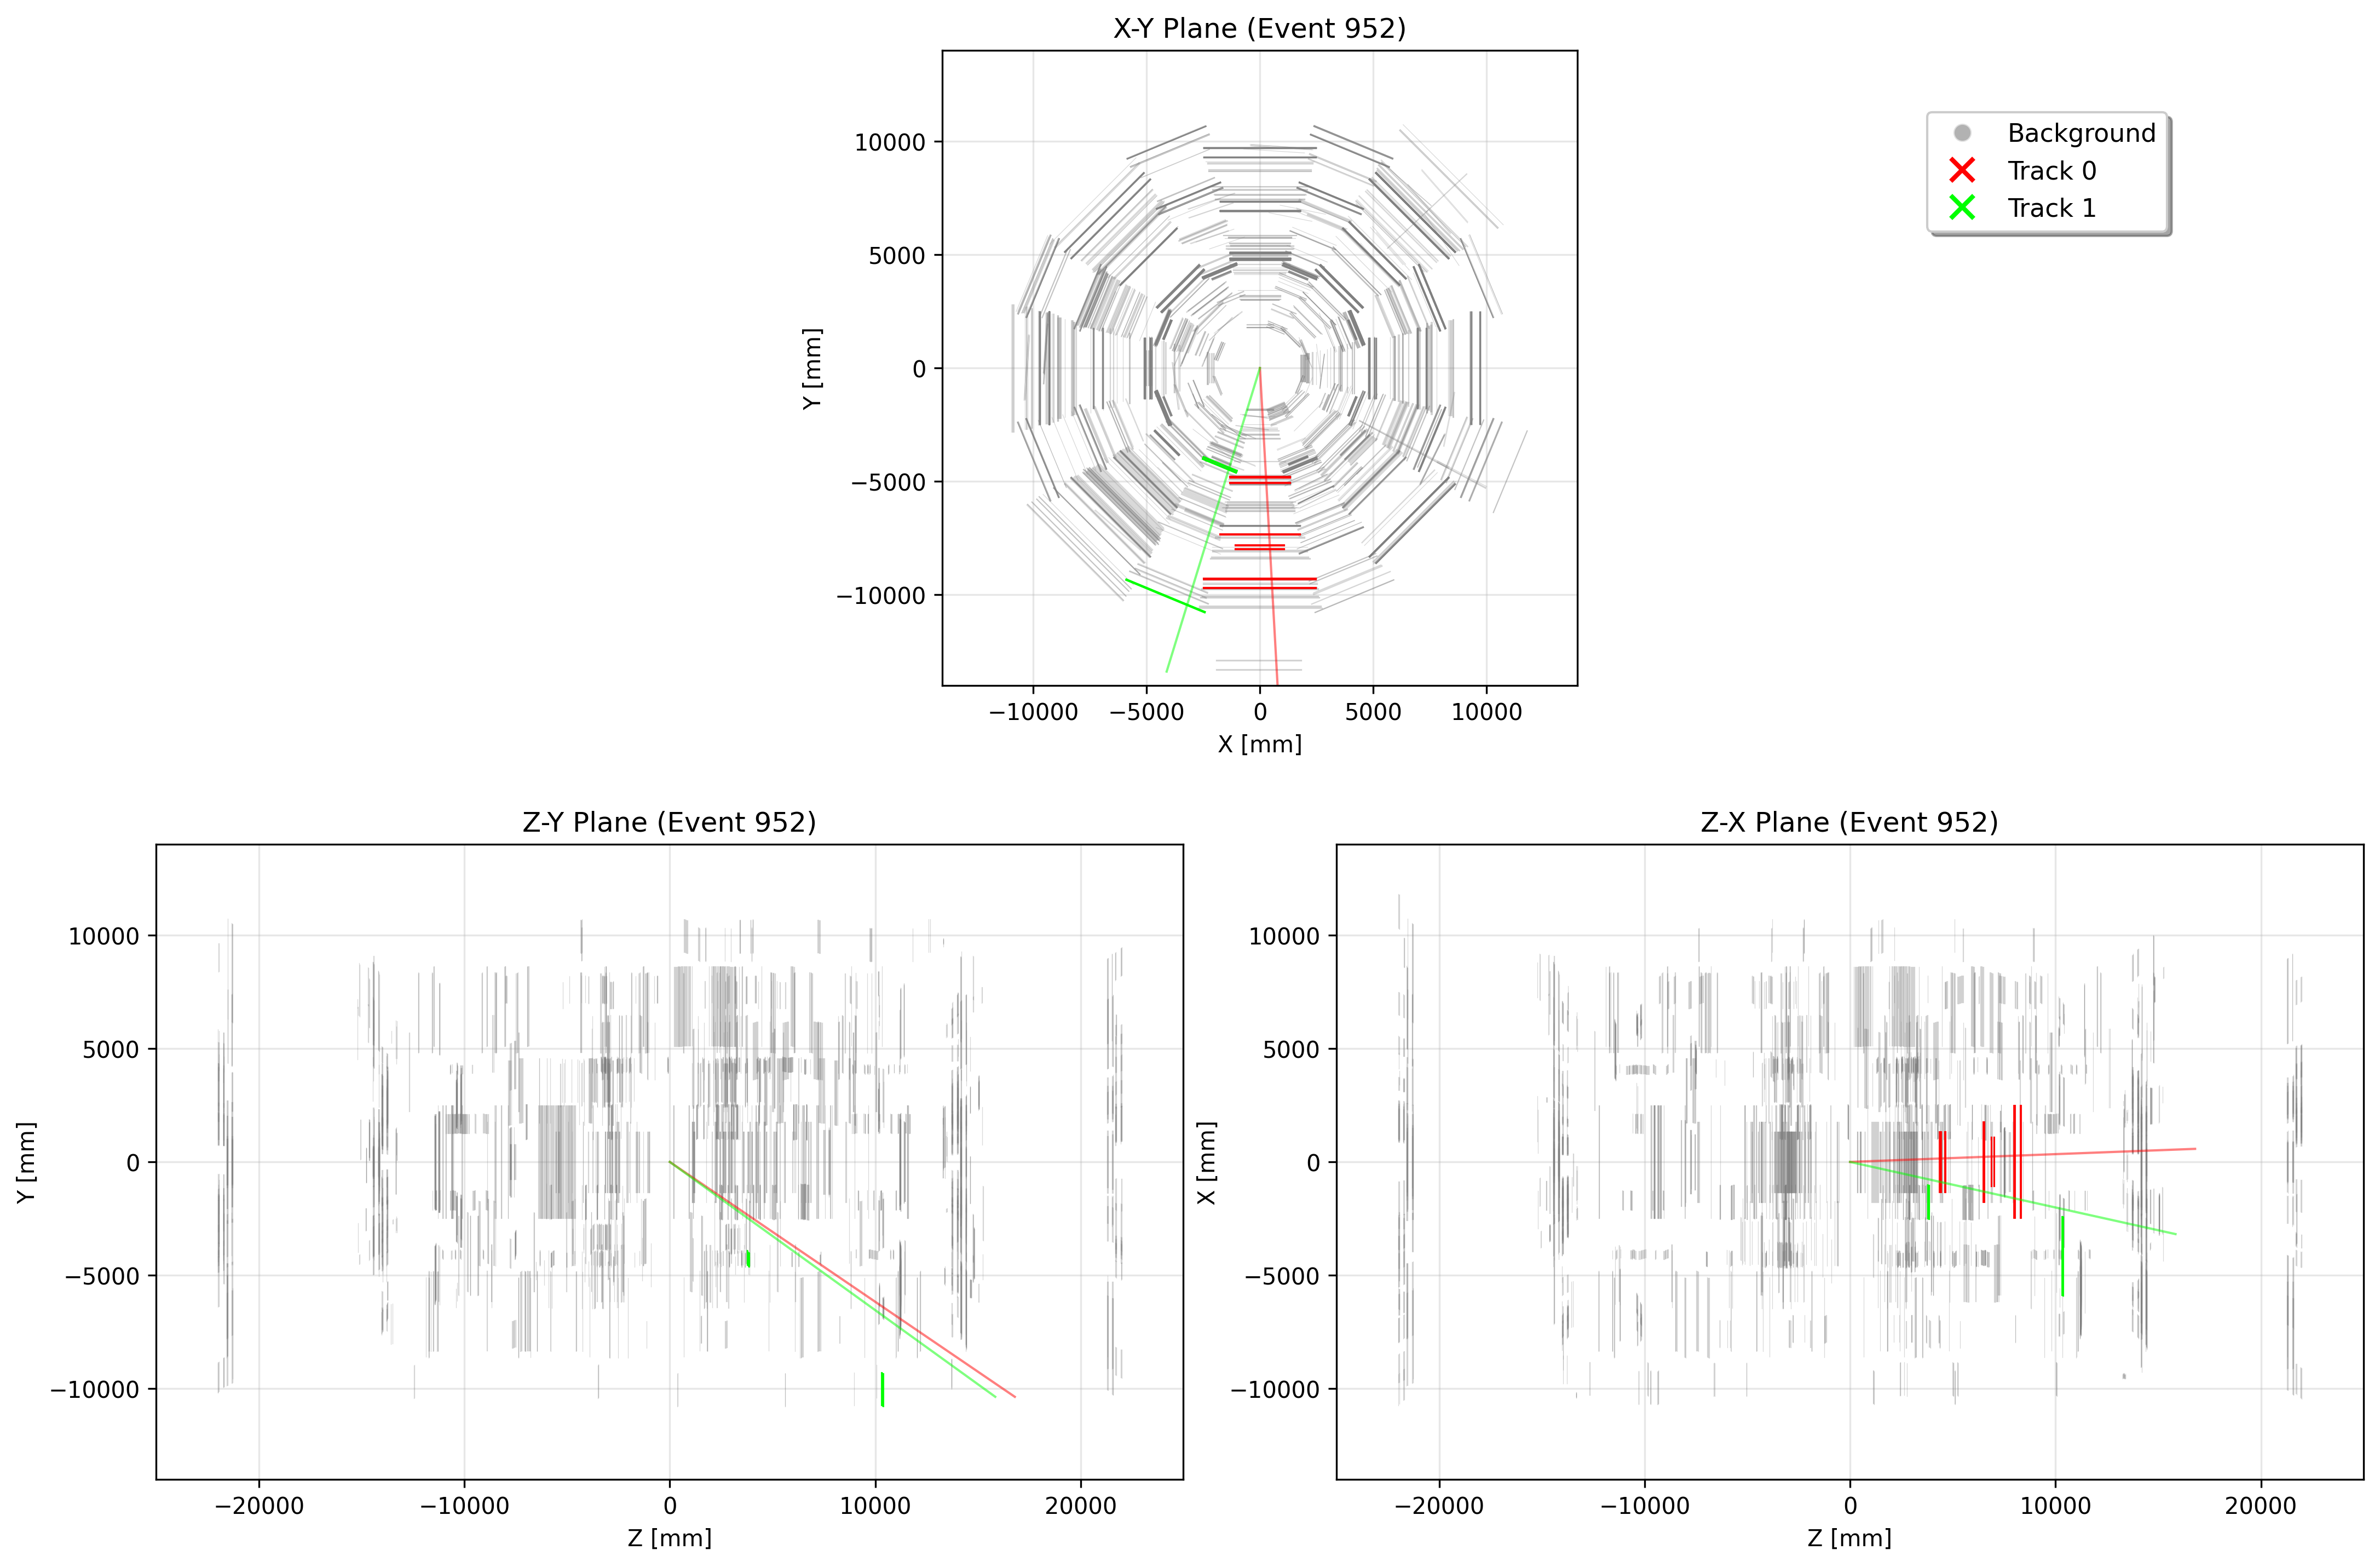 X-Y Plane (Event 952)
Background
Track 0
Track 1
10000
5000
0
−5000
−10000
Y [mm]
−10000 −5000 0 5000 10000
X [mm]
Z-Y Plane (Event 952)
10000
5000
0
−5000
−10000
Y [mm]
−20000 −10000 0 10000 20000
Z [mm]
Z-X Plane (Event 952)
10000
5000
0
−5000
−10000
X [mm]
−20000 −10000 0 10000 20000
Z [mm]